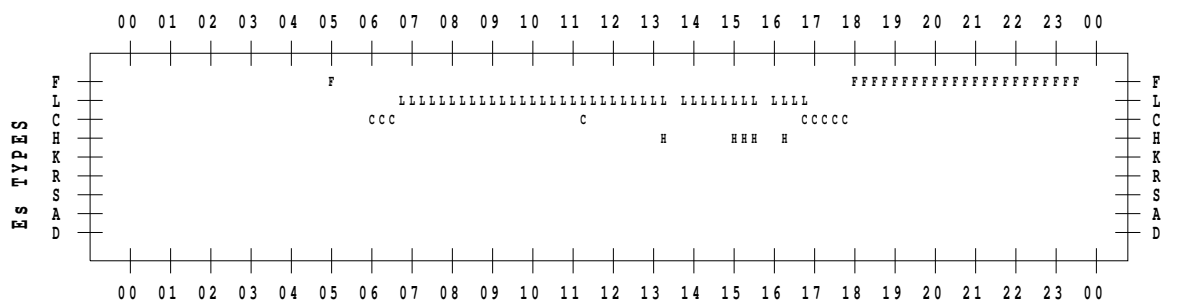 00 01 02 03 04 05 06 07 08 09 10 11 12 13 14 15 16 17 18 19 20 21 22 23 00
F F FFFFFFFFFFFFFFFFFFFFFFF F
L LLLLLLLLLLLLLLLLLLLLLLLLLLL LLLLLLLL LLLL L
C CCC C CCCCC C
H H HHH H H
K K
R R
S S
A A
D D
Es TYPES
00 01 02 03 04 05 06 07 08 09 10 11 12 13 14 15 16 17 18 19 20 21 22 23 00